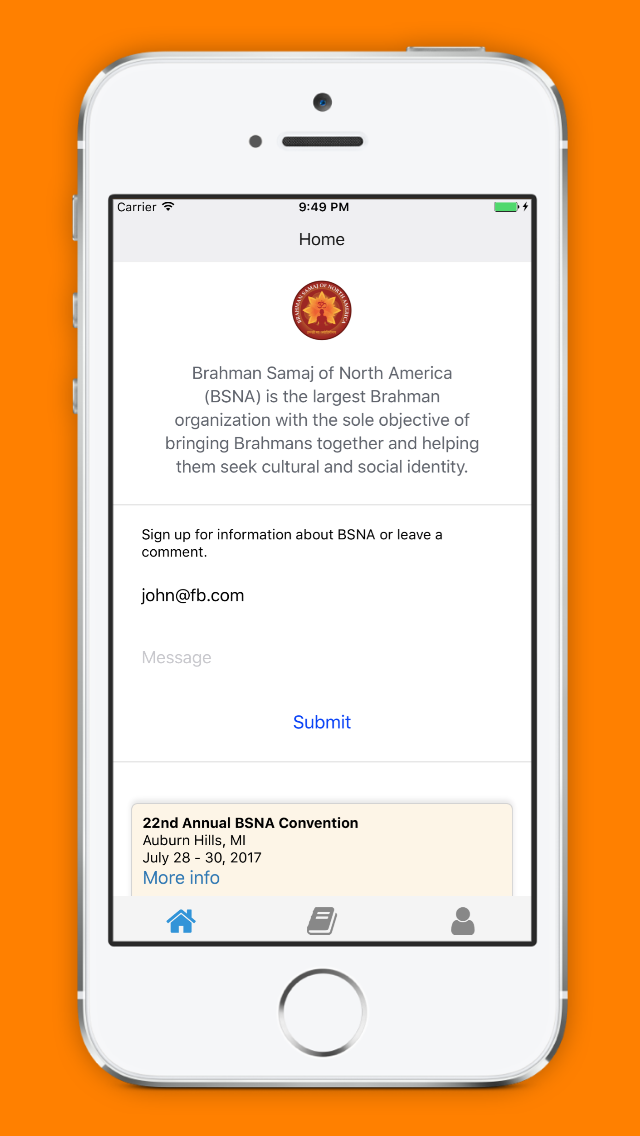 Carrier 9:49 PM
Home
BRAHMAN SAMAJ OF NORTH AMERICA
Brahman Samaj of North America
(BSNA) is the largest Brahman
organization with the sole objective of
bringing Brahmans together and helping
them seek cultural and social identity.
Sign up for information about BSNA or leave a
comment.
john@fb.com
Message
Submit
22nd Annual BSNA Convention
Auburn Hills, MI
July 28 - 30, 2017
More info